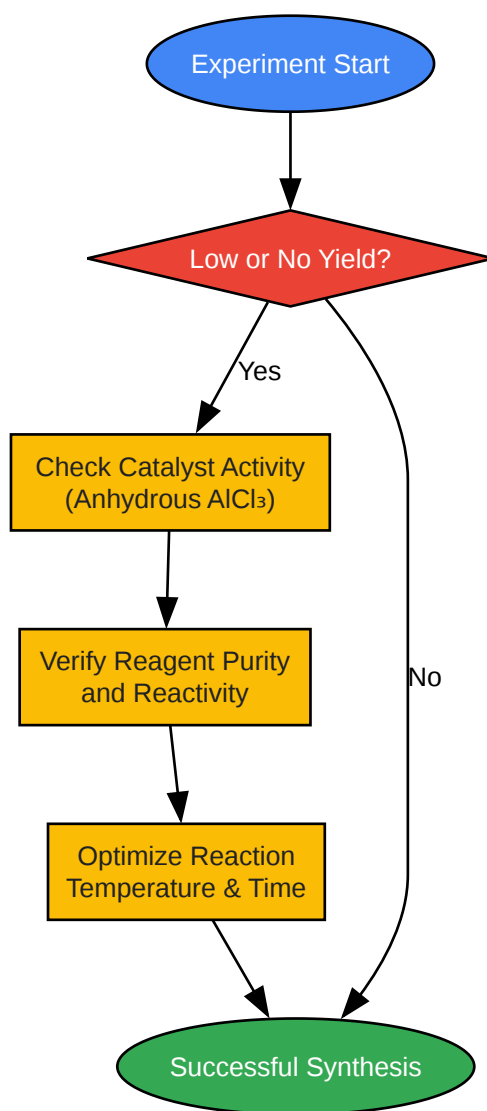 Experiment Start
Low or No Yield?
Yes
Check Catalyst Activity
(Anhydrous AlCl₃)
Verify Reagent Purity
and Reactivity
No
Optimize Reaction
Temperature & Time
Successful Synthesis